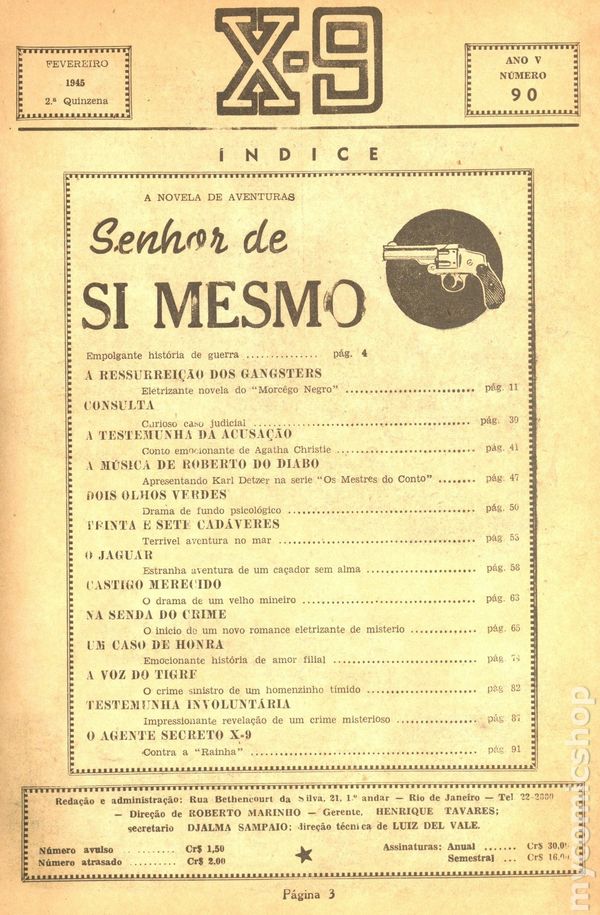 X-9
FEVEREIRO
1945
2.ª Quinzena
ANO V
NÚMERO
90
ÍNDICE
A NOVELA DE AVENTURAS
Senhor de
SI MESMO
Empolgante história de guerra ............... pág. 4
A RESSURREIÇÃO DOS GANGSTERS
Eletrizante novela do "Morcégo Negro" .......................... pág. 11
CONSULTA
Curioso caso judicial ............................................ pág. 39
A TESTEMUNHA DA ACUSAÇÃO
Conto emocionante de Agatha Christie ........................... pág. 41
A MÚSICA DE ROBERTO DO DIABO
Apresentando Karl Detzer na serie "Os Mestres do Conto" ........ pág. 47
DOIS OLHOS VERDES
Drama de fundo psicológico ....................................... pág. 50
TRINTA E SETE CADÁVERES
Terrivel aventura no mar ......................................... pág. 53
O JAGUAR
Estranha aventura de um caçador sem alma ...................... pág. 58
CASTIGO MERECIDO
O drama de um velho mineiro ................................... pág. 63
NA SENDA DO CRIME
O inicio de um novo romance eletrizante de misterio ............ pág. 65
UM CASO DE HONRA
Emocionante história de amor filial ............................. pág.
A VOZ DO TIGRE
O crime sinistro de um homenzinho tímido ...................... pág. 82
TESTEMUNHA INVOLUNTÁRIA
Impressionante revelação de um crime misterioso ................ pág. 87
O AGENTE SECRETO X-9
Contra a "Rainha" .............................................. pág. 91
Redação e administração: Rua Bethencourt da Silva, 21, 1.º andar — Rio de Janeiro — Tel
— Direção de ROBERTO MARINHO — Gerente, HENRIQUE TAVARES;
secretario DJALMA SAMPAIO; direção técnica de LUIZ DEL VALE.
Número avulso ........... Cr$ 1,50
Número atrasado .......... Cr$ 2.00
Assinaturas: Anual ...... Cr$ 30,00
Semestral ... Cr$ 16,00
Página 3
mycomicshop